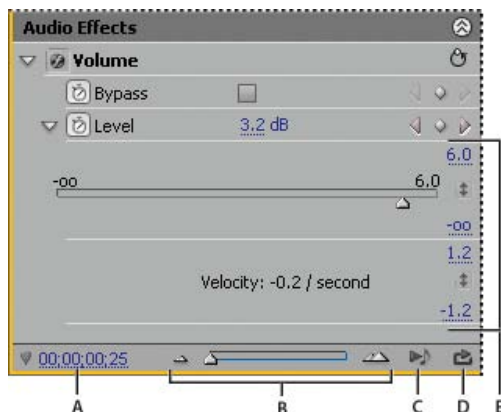 Audio Effects
Volume
Bypass
Level 3.2 dB
6.0
-oo 6.0
-oo
1.2
Velocity: -0.2 / second
-1.2
00;00;00;25
A B C D E